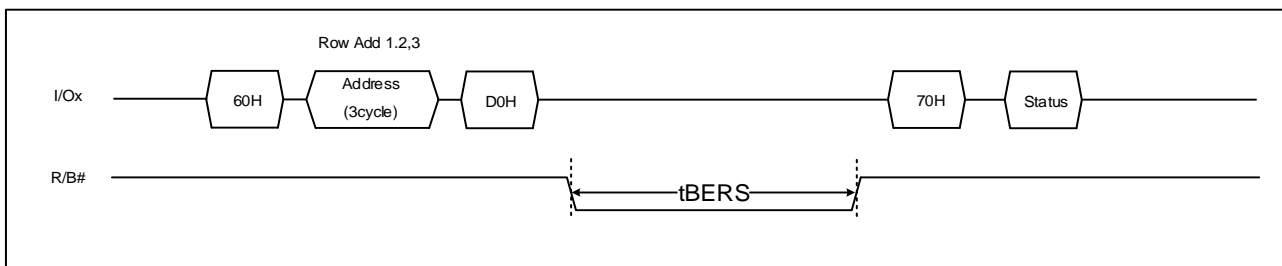 Row Add 1.2,3
I/Ox
60H
Address
(3cycle)
D0H
70H
Status
R/B#
tBERS